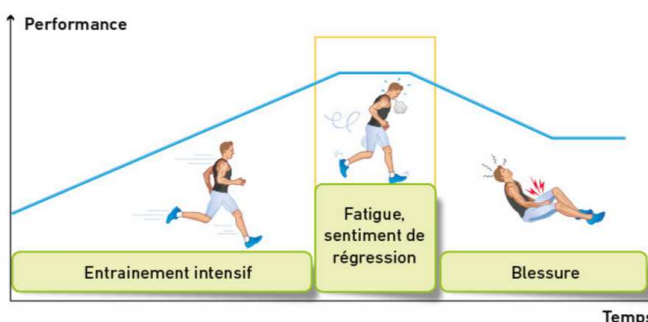 Performance
Fatigue,
sentiment de
régression
Entrainement intensif
Blessure
Temps